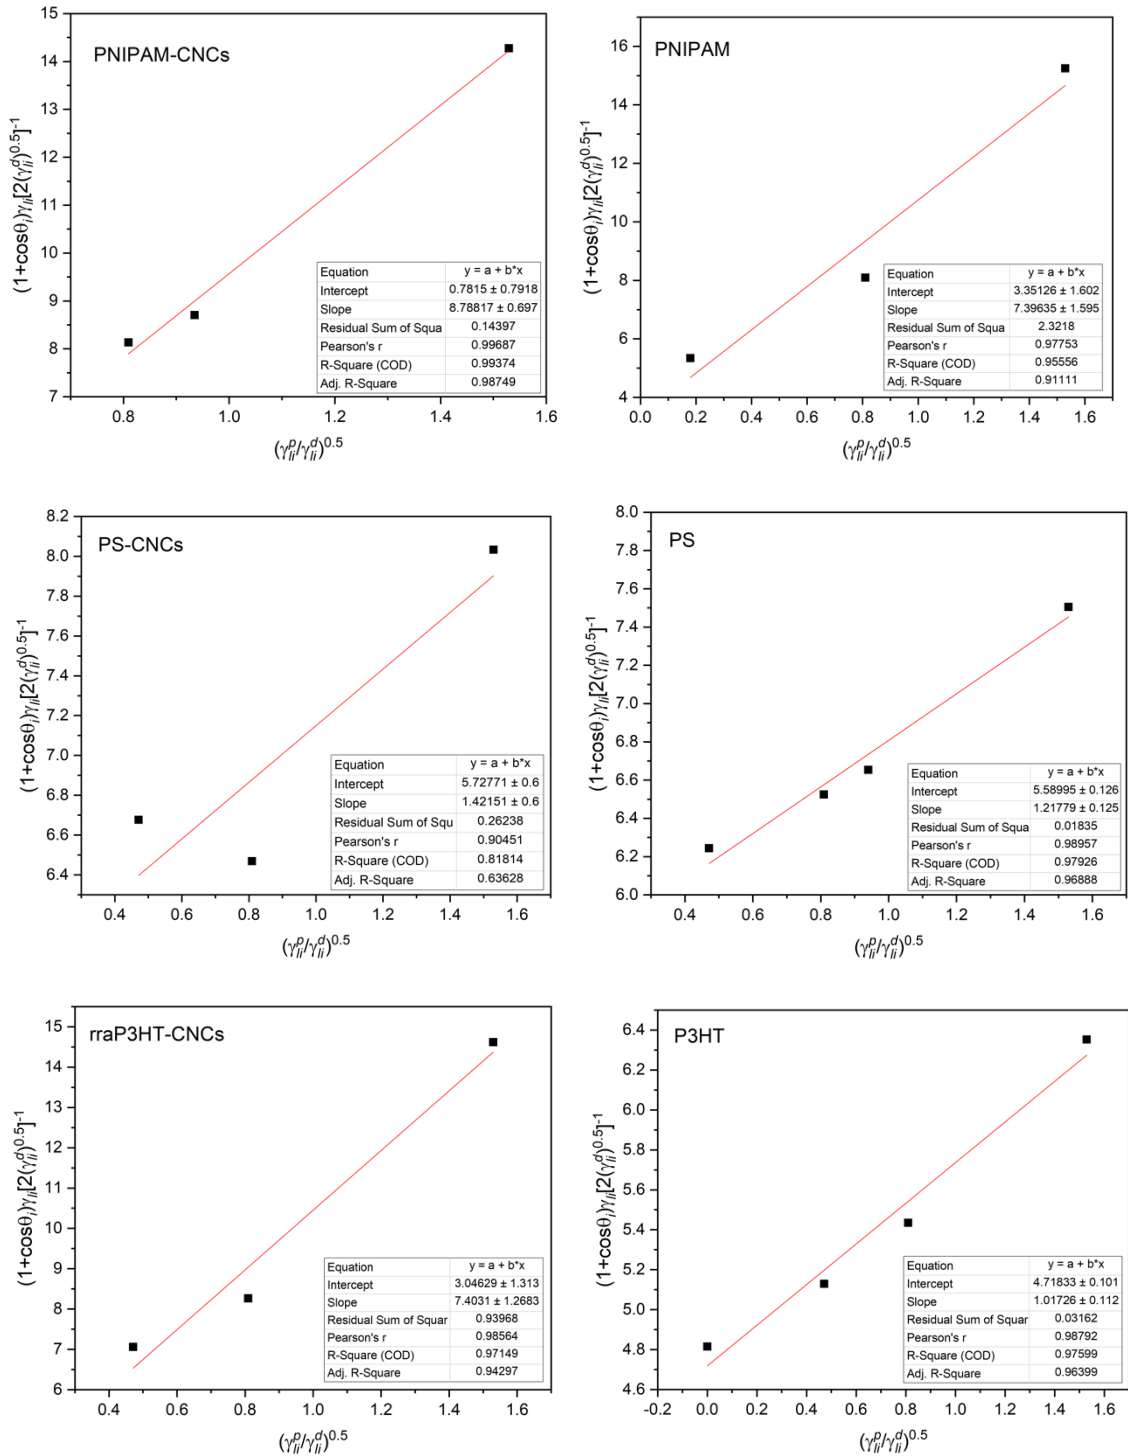 PNIPAM-CNCs
(1+cosθ_i)γ_li[2(γ_li^d)^0.5]^-1
15
14
13
12
11
10
9
8
7
0.8
1.0
1.2
1.4
1.6
(γ_li^p/γ_li^d)^0.5
Equation y = a + b*x
Intercept 0.7815 ± 0.7918
Slope 8.78817 ± 0.697
Residual Sum of Squa 0.14397
Pearson's r 0.99687
R-Square (COD) 0.99374
Adj. R-Square 0.98749
PNIPAM
(1+cosθ_i)γ_li[2(γ_li^d)^0.5]^-1
16
14
12
10
8
6
4
0.0
0.2
0.4
0.6
0.8
1.0
1.2
1.4
1.6
(γ_li^p/γ_li^d)^0.5
Equation y = a + b*x
Intercept 3.35126 ± 1.602
Slope 7.39635 ± 1.595
Residual Sum of Squa 2.3218
Pearson's r 0.97753
R-Square (COD) 0.95556
Adj. R-Square 0.91111
PS-CNCs
(1+cosθ_i)γ_li[2(γ_li^d)^0.5]^-1
8.2
8.0
7.8
7.6
7.4
7.2
7.0
6.8
6.6
6.4
0.4
0.6
0.8
1.0
1.2
1.4
1.6
(γ_li^p/γ_li^d)^0.5
Equation y = a + b*x
Intercept 5.72771 ± 0.6
Slope 1.42151 ± 0.6
Residual Sum of Squ 0.26238
Pearson's r 0.90451
R-Square (COD) 0.81814
Adj. R-Square 0.63628
PS
(1+cosθ_i)γ_li[2(γ_li^d)^0.5]^-1
8.0
7.8
7.6
7.4
7.2
7.0
6.8
6.6
6.4
6.2
6.0
0.4
0.6
0.8
1.0
1.2
1.4
1.6
(γ_li^p/γ_li^d)^0.5
Equation y = a + b*x
Intercept 5.58995 ± 0.126
Slope 1.21779 ± 0.125
Residual Sum of Squa 0.01835
Pearson's r 0.98957
R-Square (COD) 0.97926
Adj. R-Square 0.96888
rraP3HT-CNCs
(1+cosθ_i)γ_li[2(γ_li^d)^0.5]^-1
15
14
13
12
11
10
9
8
7
6
0.4
0.6
0.8
1.0
1.2
1.4
1.6
(γ_li^p/γ_li^d)^0.5
Equation y = a + b*x
Intercept 3.04629 ± 1.313
Slope 7.4031 ± 1.2683
Residual Sum of Squar 0.93968
Pearson's r 0.98564
R-Square (COD) 0.97149
Adj. R-Square 0.94297
P3HT
(1+cosθ_i)γ_li[2(γ_li^d)^0.5]^-1
6.4
6.2
6.0
5.8
5.6
5.4
5.2
5.0
4.8
4.6
-0.2
0.0
0.2
0.4
0.6
0.8
1.0
1.2
1.4
1.6
(γ_li^p/γ_li^d)^0.5
Equation y = a + b*x
Intercept 4.71833 ± 0.101
Slope 1.01726 ± 0.112
Residual Sum of Squar 0.03162
Pearson's r 0.98792
R-Square (COD) 0.97599
Adj. R-Square 0.96399